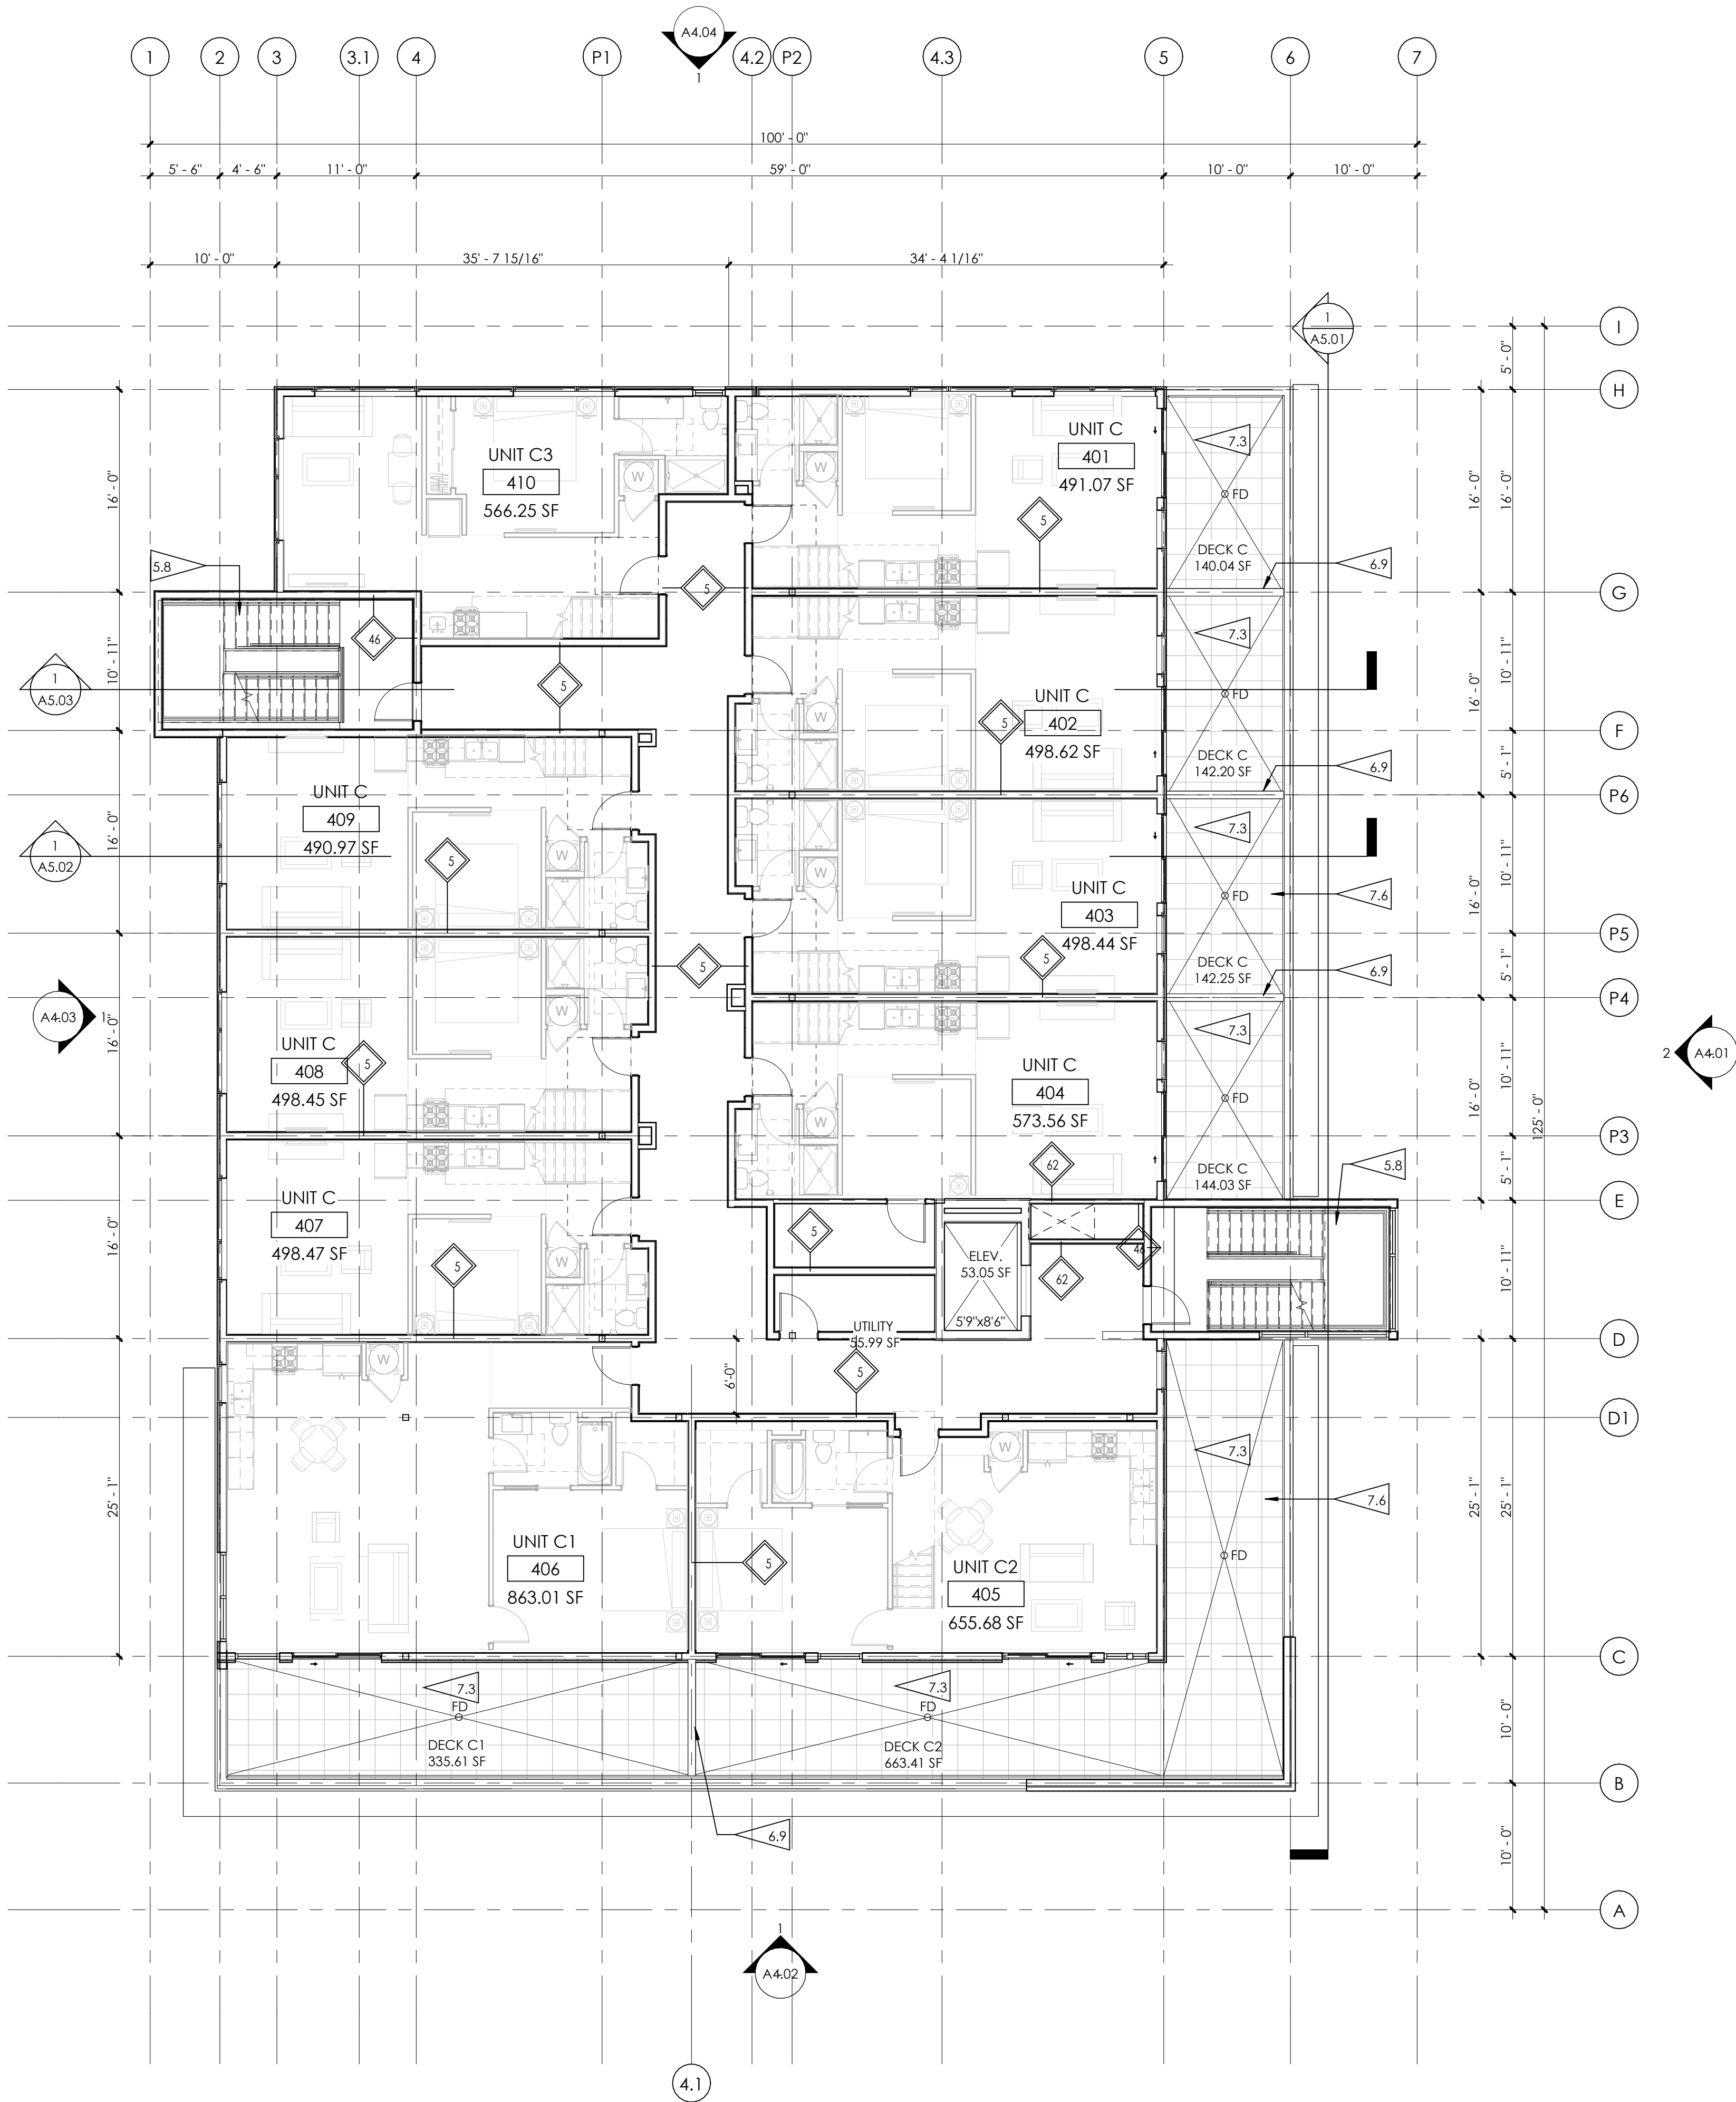 A4.04
1
1
2
3
3.1
4
P1
4.2
P2
4.3
5
6
7
100' - 0"
5' - 6"
4' - 6"
11' - 0"
59' - 0"
10' - 0"
10' - 0"
10' - 0"
35' - 7 15/16"
34' - 4 1/16"
1
A5.01
I
5' - 0"
H
UNIT C3
410
566.25 SF
W
W
UNIT C
401
491.07 SF
7.3
FD
5
DECK C
140.04 SF
6.9
16' - 0"
16' - 0"
16' - 0"
G
5.8
46
5
5
10' - 11"
1
A5.03
7.3
FD
UNIT C
402
498.62 SF
W
5
DECK C
142.20 SF
6.9
16' - 0"
10' - 11"
F
5' - 1"
P6
UNIT C
409
490.97 SF
W
5
16' - 0"
1
A5.02
7.3
FD
W
UNIT C
403
498.44 SF
5
7.6
DECK C
142.25 SF
6.9
16' - 0"
10' - 11"
P5
5' - 1"
P4
5
A4.03
1
16' - 0"
UNIT C
408
498.45 SF
W
5
UNIT C
404
573.56 SF
W
7.3
FD
DECK C
144.03 SF
16' - 0"
10' - 11"
125' - 0"
2
A4.01
P3
5' - 1"
E
62
5.8
UNIT C
407
498.47 SF
W
5
16' - 0"
5
ELEV.
53.05 SF
5'9"x8'6"
62
46
10' - 11"
D
UTILITY
55.99 SF
6'-0"
5
D1
W
W
7.3
7.6
FD
25' - 1"
25' - 1"
25' - 1"
UNIT C1
406
863.01 SF
5
UNIT C2
405
655.68 SF
C
7.3
FD
DECK C1
335.61 SF
7.3
FD
DECK C2
663.41 SF
10' - 0"
B
6.9
10' - 0"
A
1
A4.02
4.1